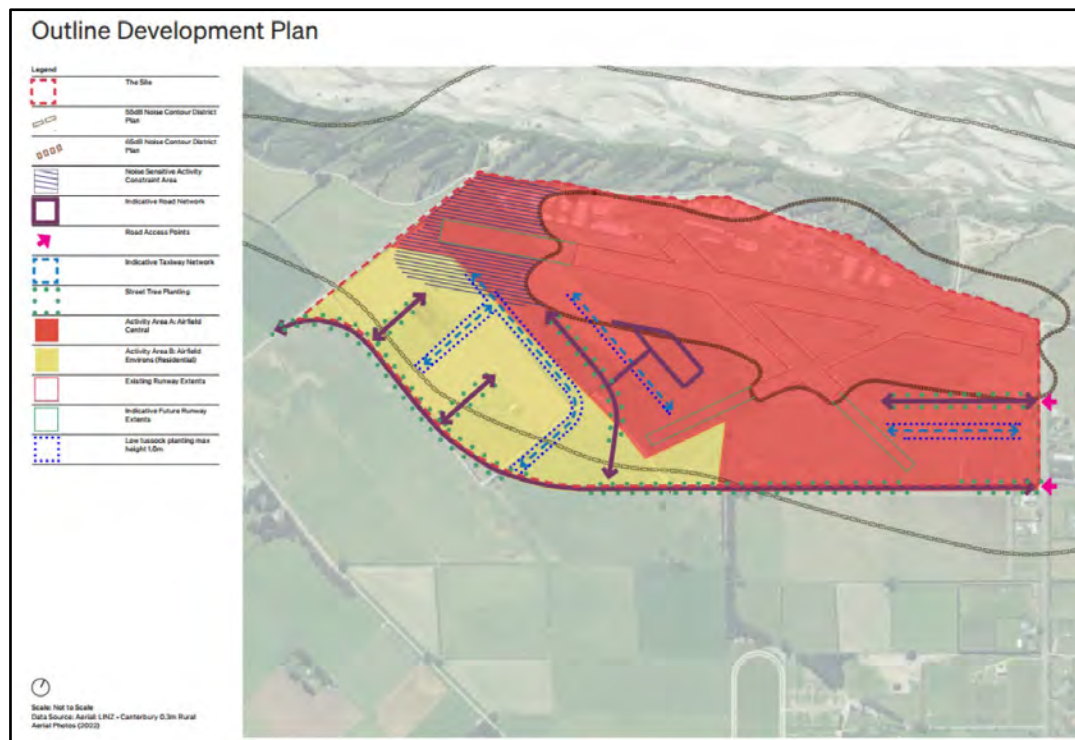 Outline Development Plan
Legend
The Site
55dB Noise Contour District
Plan
65dB Noise Contour District
Plan
Noise Sensitive Activity
Constraint Area
Indicative Road Network
Road Access Points
Indicative Taxiway Network
Street Tree Planting
Activity Area A: Airfield
Central
Activity Area B: Airfield
Environs (Residential)
Existing Runway Extents
Indicative Future Runway
Extents
Low tussock planting max
height 1.0m
Scale: Not to Scale
Data Source: Aerial: LINZ - Canterbury 0.3m Rural
Aerial Photos (2022)